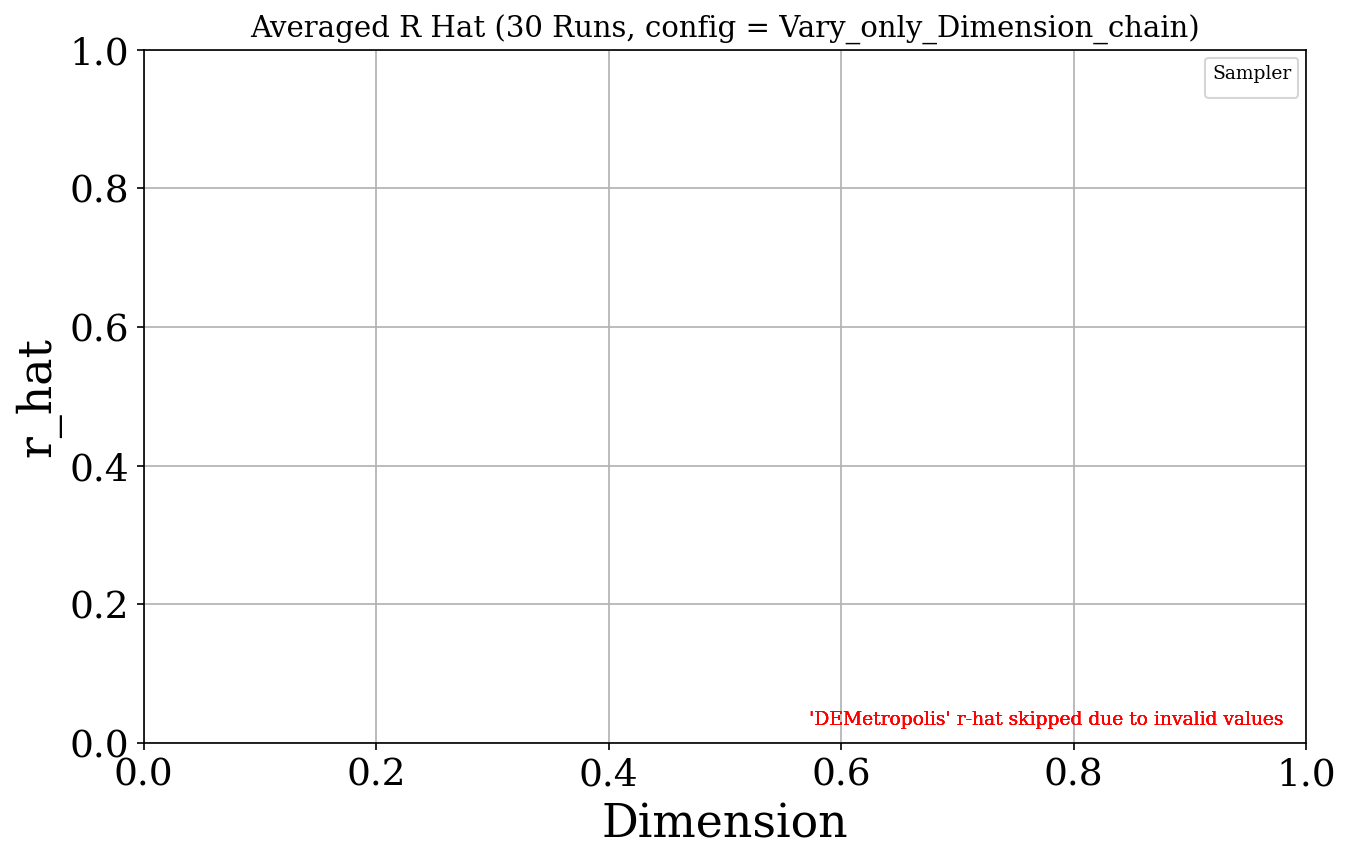 Averaged R Hat (30 Runs, config = Vary_only_Dimension_chain)
1.0
Sampler
0.8
0.6
r_hat
0.4
0.2
'DEMetropolis' r-hat skipped due to invalid values
0.0
0.0 0.2 0.4 0.6 0.8 1.0
Dimension